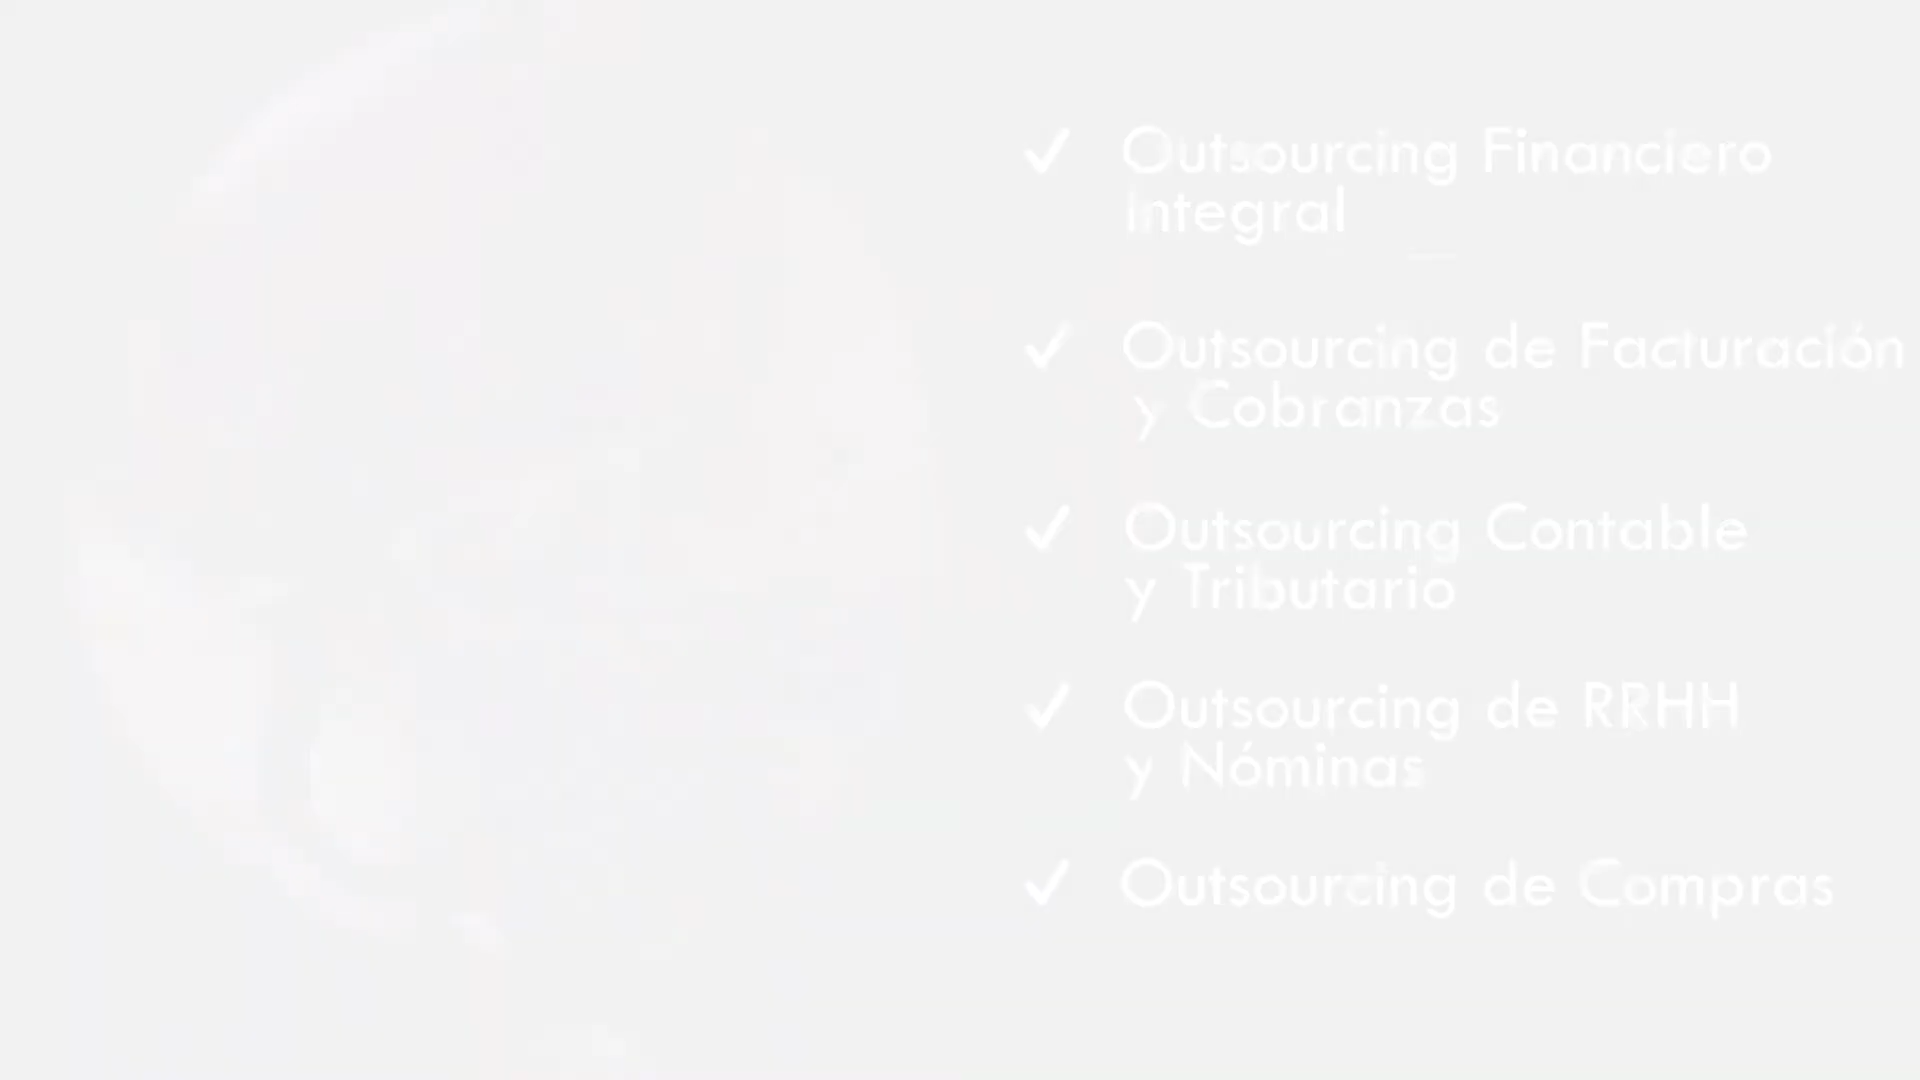 Outsourcing Financiero
Integral
Outsourcing de Facturación
y Cobranzas
Outsourcing Contable
y Tributario
Outsourcing de RRHH
y Nóminas
Outsourcing de Compras